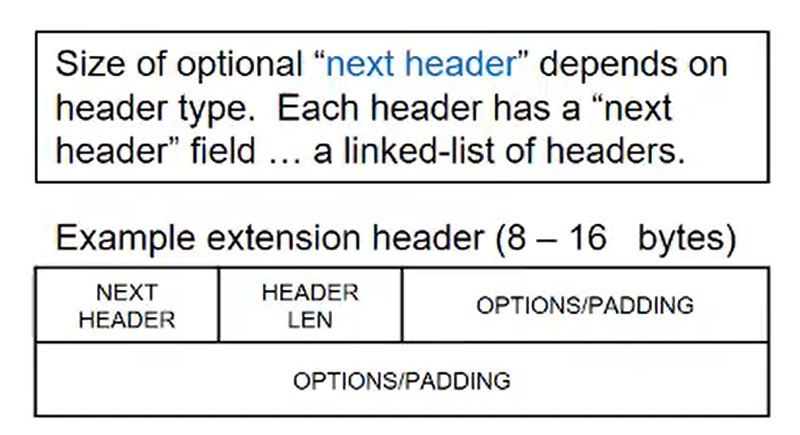 Size of optional “next header” depends on
header type.  Each header has a “next
header” field … a linked-list of headers.
Example extension header (8 – 16   bytes)
NEXT
HEADER
HEADER
LEN
OPTIONS/PADDING
OPTIONS/PADDING